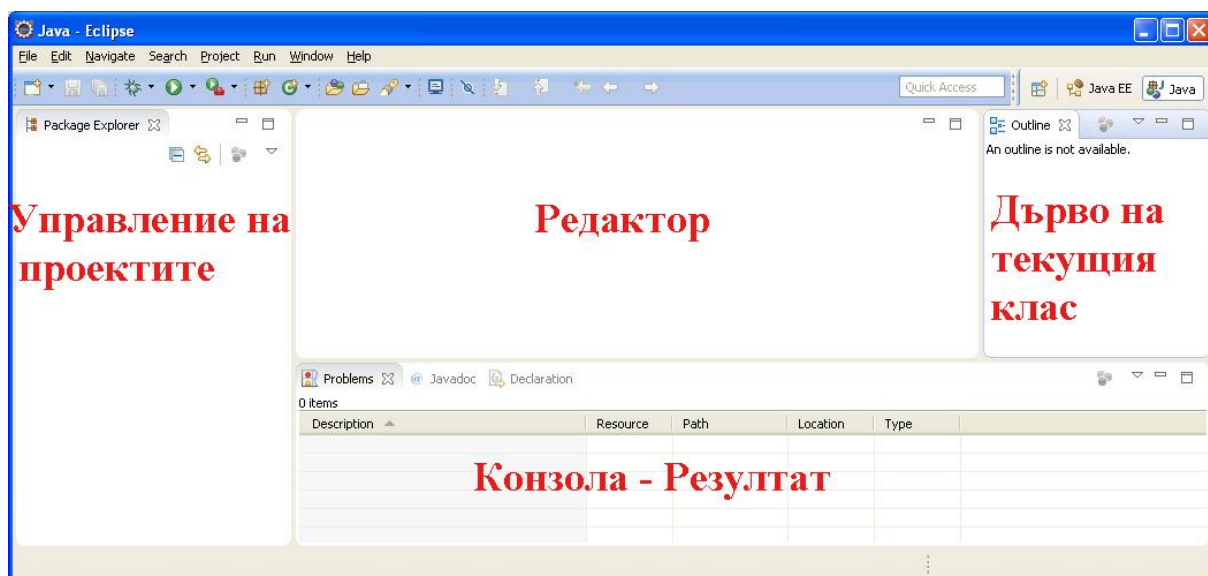 Java - Eclipse
File Edit Navigate Search Project Run Window Help
Quick Access
Java EE
Java
Package Explorer
Outline
An outline is not available.
Управление на
проектите
Редактор
Дърво на
текущия
клас
Problems @ Javadoc Declaration
0 items
Description Resource Path Location Type
Конзола - Резултат